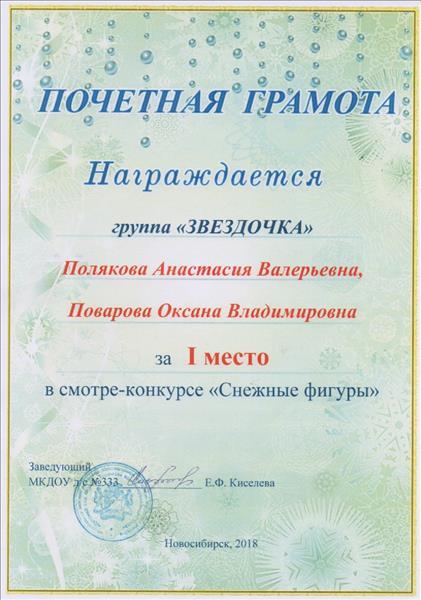 ПОЧЕТНАЯ ГРАМОТА
Награждается
группа «ЗВЕЗДОЧКА»
Полякова Анастасия Валерьевна,
Поварова Оксана Владимировна
за I место
в смотре-конкурсе «Снежные фигуры»
Заведующий
МКДОУ д/с №333 Е.Ф. Киселева
Новосибирск, 2018